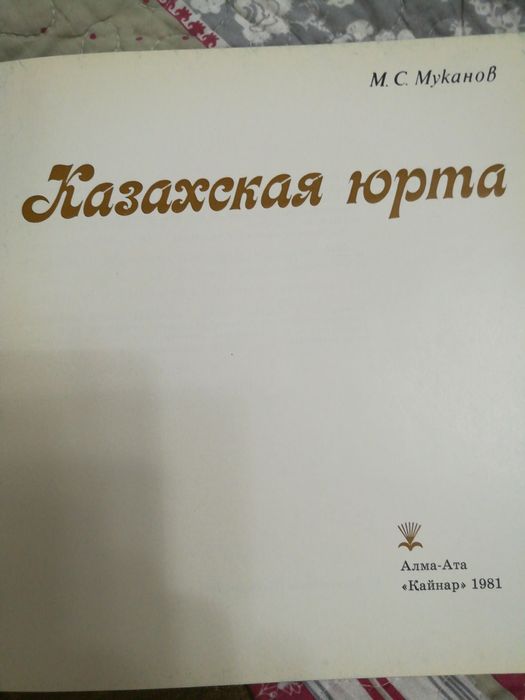 М. С. Муканов
Казахская юрта
Алма-Ата
«Кайнар» 1981